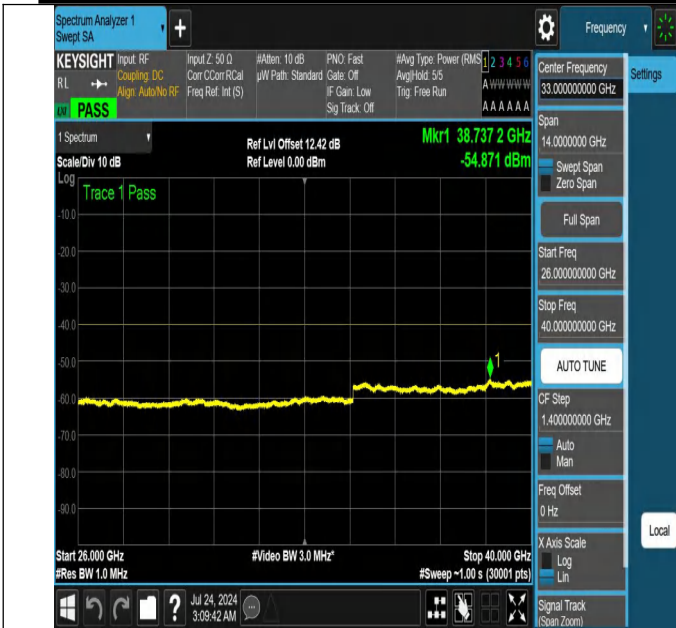 Spectrum Analyzer 1
Swept SA
+
Frequency
KEYSIGHT
RL
PASS
Input: RF
Coupling: DC
Align: Auto/No RF
Input Z: 50 Ω
Corr CCorr RCal
Freq Ref: Int (S)
#Atten: 10 dB
µW Path: Standard
PNO: Fast
Gate: Off
IF Gain: Low
Sig Track: Off
#Avg Type: Power (RMS
Avg|Hold: 5/5
Trig: Free Run
1 2 3 4 5 6
A W W W W W
A A A A A A
1 Spectrum
Scale/Div 10 dB
Log
Ref Lvl Offset 12.42 dB
Ref Level 0.00 dBm
Mkr1 38.737 2 GHz
-54.871 dBm
Trace 1 Pass
-10.0
-20.0
-30.0
-40.0
-50.0
-60.0
-70.0
-80.0
-90.0
1
Start 26.000 GHz
#Res BW 1.0 MHz
#Video BW 3.0 MHz*
Stop 40.000 GHz
#Sweep ~1.00 s (30001 pts)
Center Frequency
33.000000000 GHz
Span
14.0000000 GHz
Swept Span
Zero Span
Full Span
Start Freq
26.000000000 GHz
Stop Freq
40.000000000 GHz
AUTO TUNE
CF Step
1.400000000 GHz
Auto
Man
Freq Offset
0 Hz
X Axis Scale
Log
Lin
Signal Track
(Span Zoom)
Settings
Local
?
Jul 24, 2024
3:09:42 AM